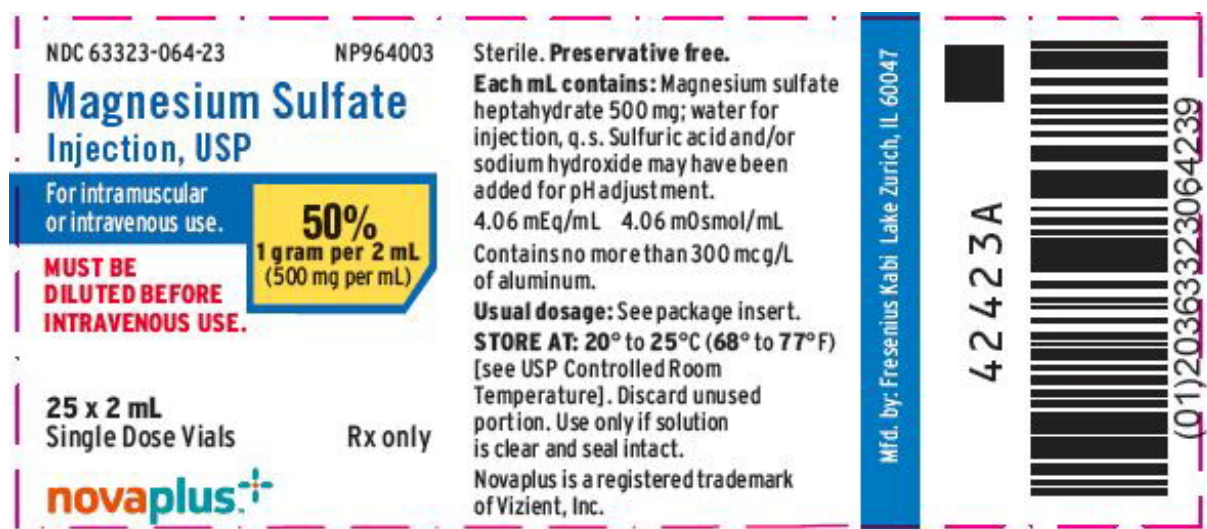 NDC 63323-064-23 NP964003
Magnesium Sulfate
Injection, USP
For intramuscular
or intravenous use.
50%
1 gram per 2 mL
(500 mg per mL)
MUST BE
DILUTED BEFORE
INTRAVENOUS USE.
25 x 2 mL
Single Dose Vials Rx only
novaplus
Sterile. Preservative free.
Each mL contains: Magnesium sulfate
heptahydrate 500 mg; water for
injection, q.s. Sulfuric acid and/or
sodium hydroxide may have been
added for pH adjustment.
4.06 mEq/mL 4.06 mOsmol/mL
Contains no more than 300 mcg/L
of aluminum.
Usual dosage: See package insert.
STORE AT: 20° to 25°C (68° to 77°F)
[see USP Controlled Room
Temperature]. Discard unused
portion. Use only if solution
is clear and seal intact.
Novaplus is a registered trademark
of Vizient, Inc.
Mfd. by: Fresenius Kabi Lake Zurich, IL 60047
42423A
(01)20363323064239